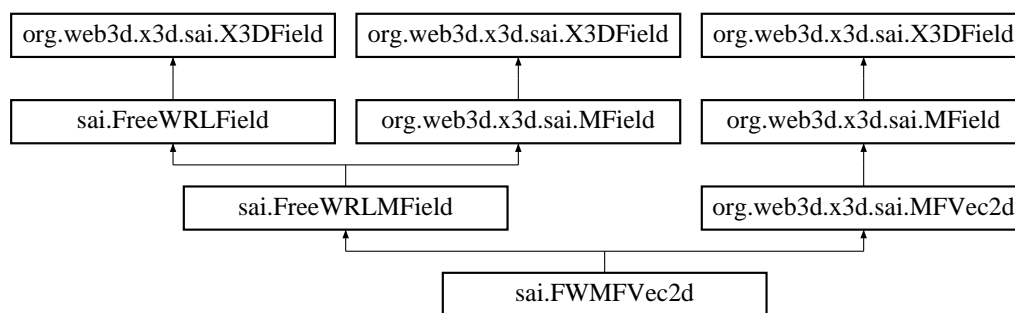 org.web3d.x3d.sai.X3DField
org.web3d.x3d.sai.X3DField
org.web3d.x3d.sai.X3DField
sai.FreeWRLField
org.web3d.x3d.sai.MField
org.web3d.x3d.sai.MField
sai.FreeWRLMField
org.web3d.x3d.sai.MFVec2d
sai.FWMFVec2d